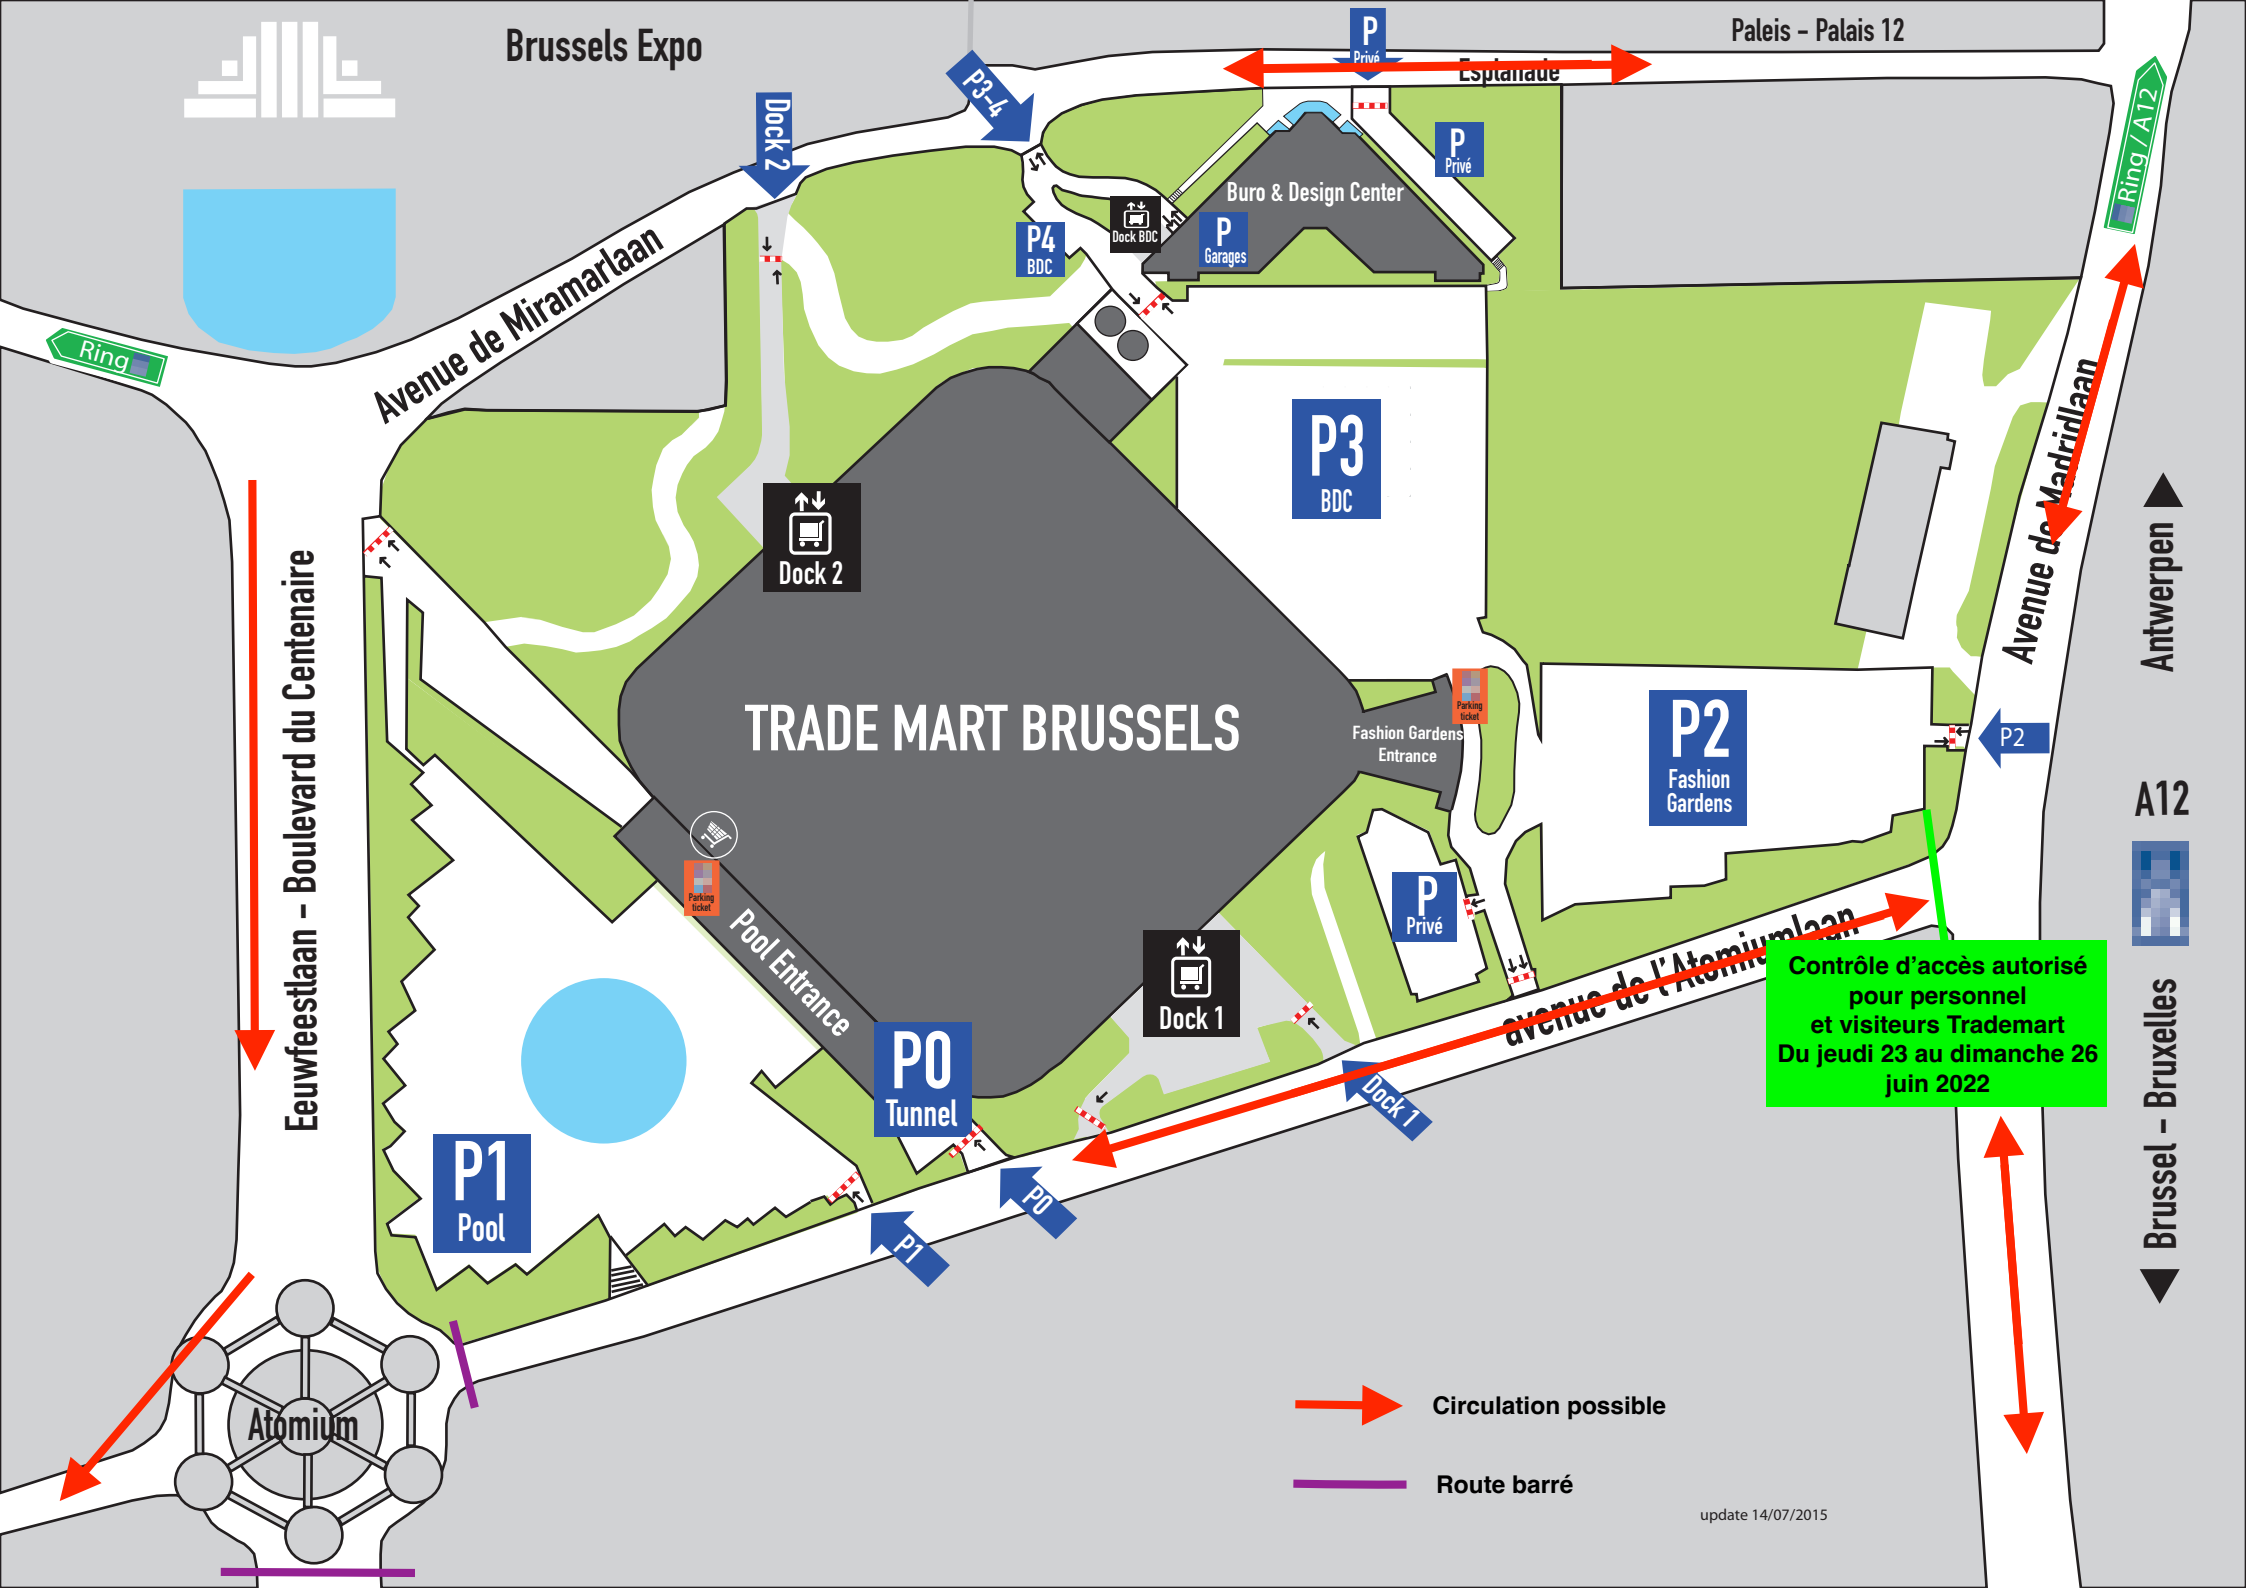 Brussels Expo
Paleis - Palais 12
P
Privé
Esplanade
P3-4
Dock 2
P
Privé
Ring / A12
Buro & Design Center
Dock BDC
P
Garages
P4
BDC
Avenue de Miramarlaan
Ring
P3
BDC
Avenue de Madridlaan
Antwerpen
Dock 2
Eeuwfeestlaan - Boulevard du Centenaire
TRADE MART BRUSSELS
Parking
ticket
Fashion Gardens
Entrance
P2
Fashion
Gardens
P2
A12
Parking
ticket
Pool Entrance
P
Privé
avenue de l'Atomiumlaan
Dock 1
Contrôle d'accès autorisé
pour personnel
et visiteurs Trademart
Du jeudi 23 au dimanche 26
juin 2022
Brussel - Bruxelles
P0
Tunnel
Dock 1
P1
Pool
P0
P1
Atomium
Circulation possible
Route barré
update 14/07/2015